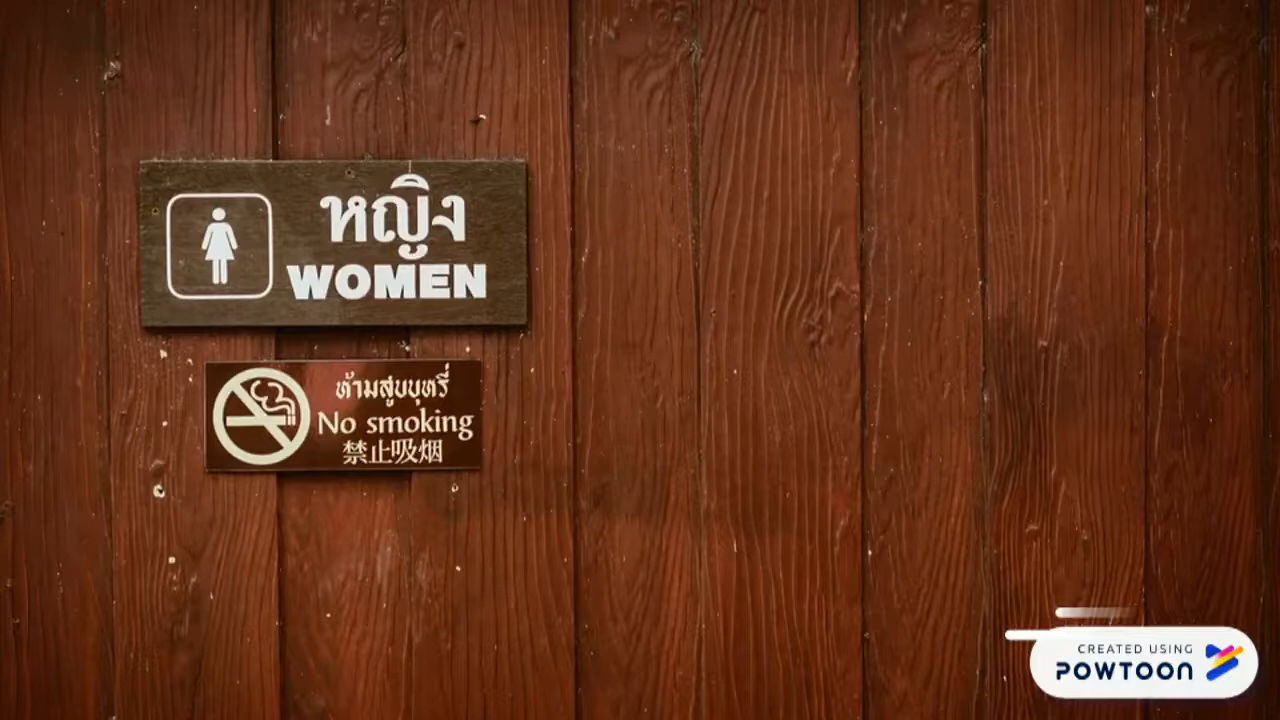 หญิง
WOMEN
ห้ามสูบบุหรี่
No smoking
禁止吸烟
CREATED USING
POWTOON